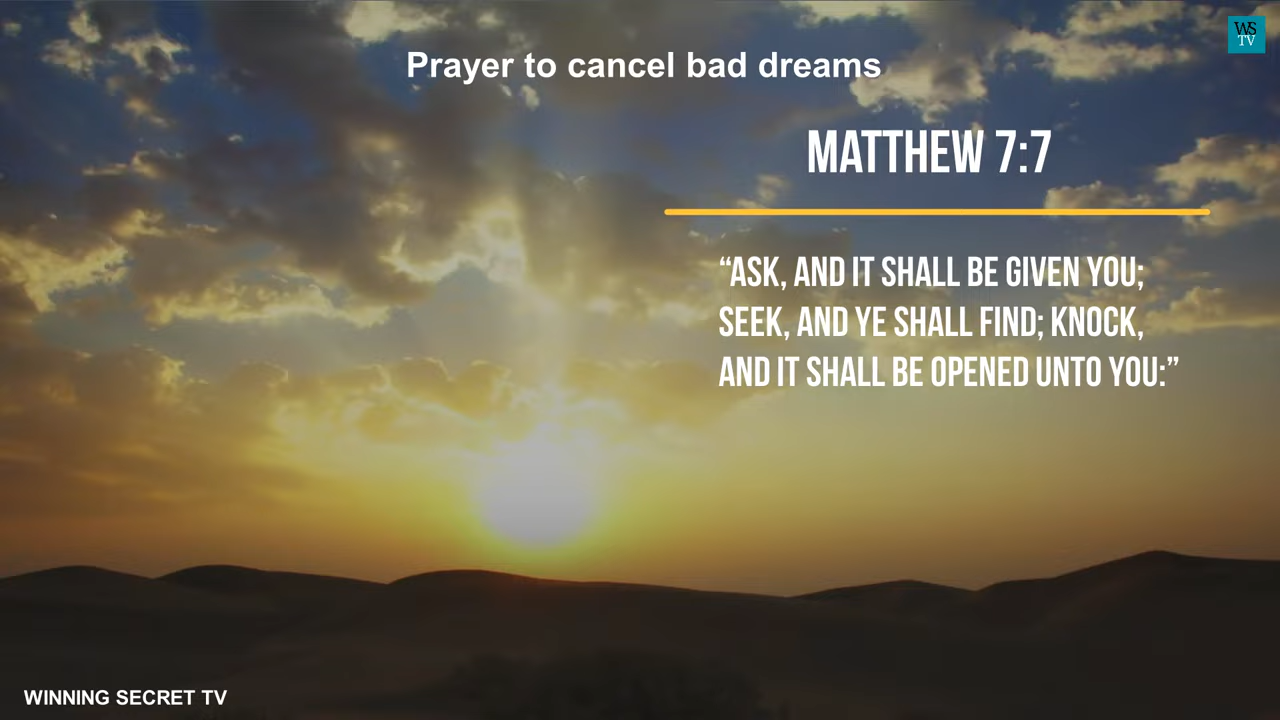 WS
TV
Prayer to cancel bad dreams
MATTHEW 7:7
“ASK, AND IT SHALL BE GIVEN YOU;
SEEK, AND YE SHALL FIND; KNOCK,
AND IT SHALL BE OPENED UNTO YOU:”
WINNING SECRET TV